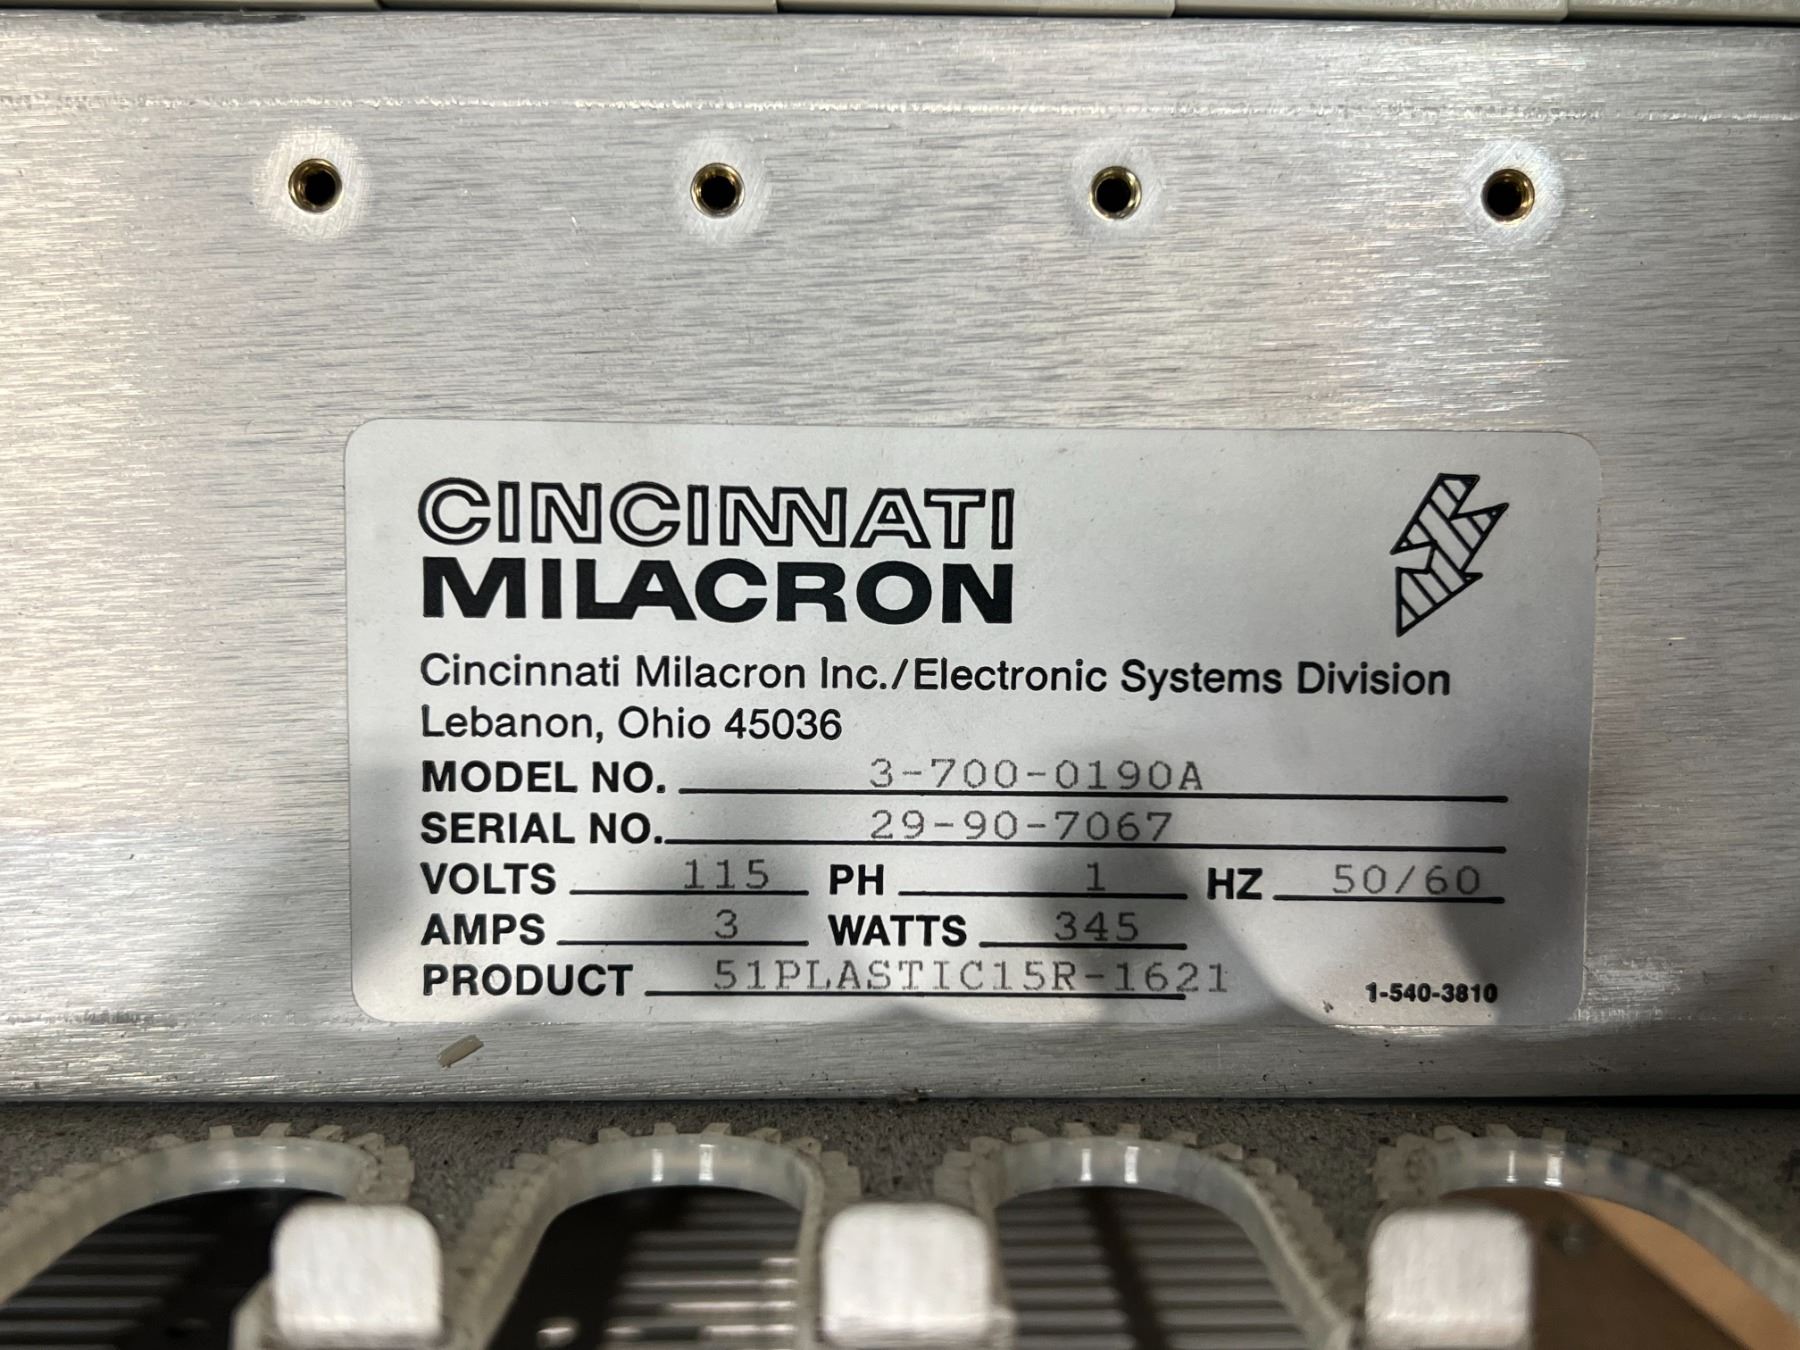 CINCINNATI
MILACRON
Cincinnati Milacron Inc./Electronic Systems Division
Lebanon, Ohio 45036
MODEL NO. 3-700-0190A
SERIAL NO. 29-90-7067
VOLTS 115 PH 1 HZ 50/60
AMPS 3 WATTS 345
PRODUCT 51PLASTIC15R-1621 1-540-3810